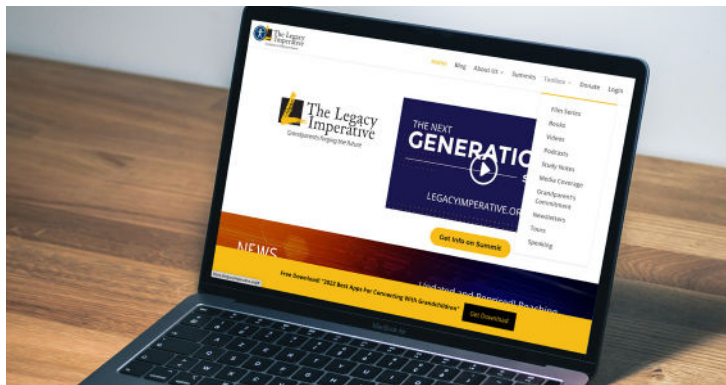 The Legacy
Imperative
Home Blog About Us Summits Toolbox Donate Login
Film Series
Books
Videos
Podcasts
Study Notes
Media Coverage
Grandparent's
Commitment
Newsletters
Tours
Speaking
The Legacy
Imperative
Grandparents forging the future
THE NEXT
GENERATIO
S
LEGACYIMPERATIVE.OR
Get Info on Summit
NEWS
Updated and Repriced! Reaching
Free Download! "2022 Best Apps For Connecting With Grandchildren"
Get Download
MacBook Air